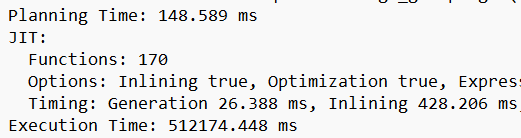 Planning Time: 148.589 ms
JIT:
Functions: 170
Options: Inlining true, Optimization true, Express
Timing: Generation 26.388 ms, Inlining 428.206 ms,
Execution Time: 512174.448 ms